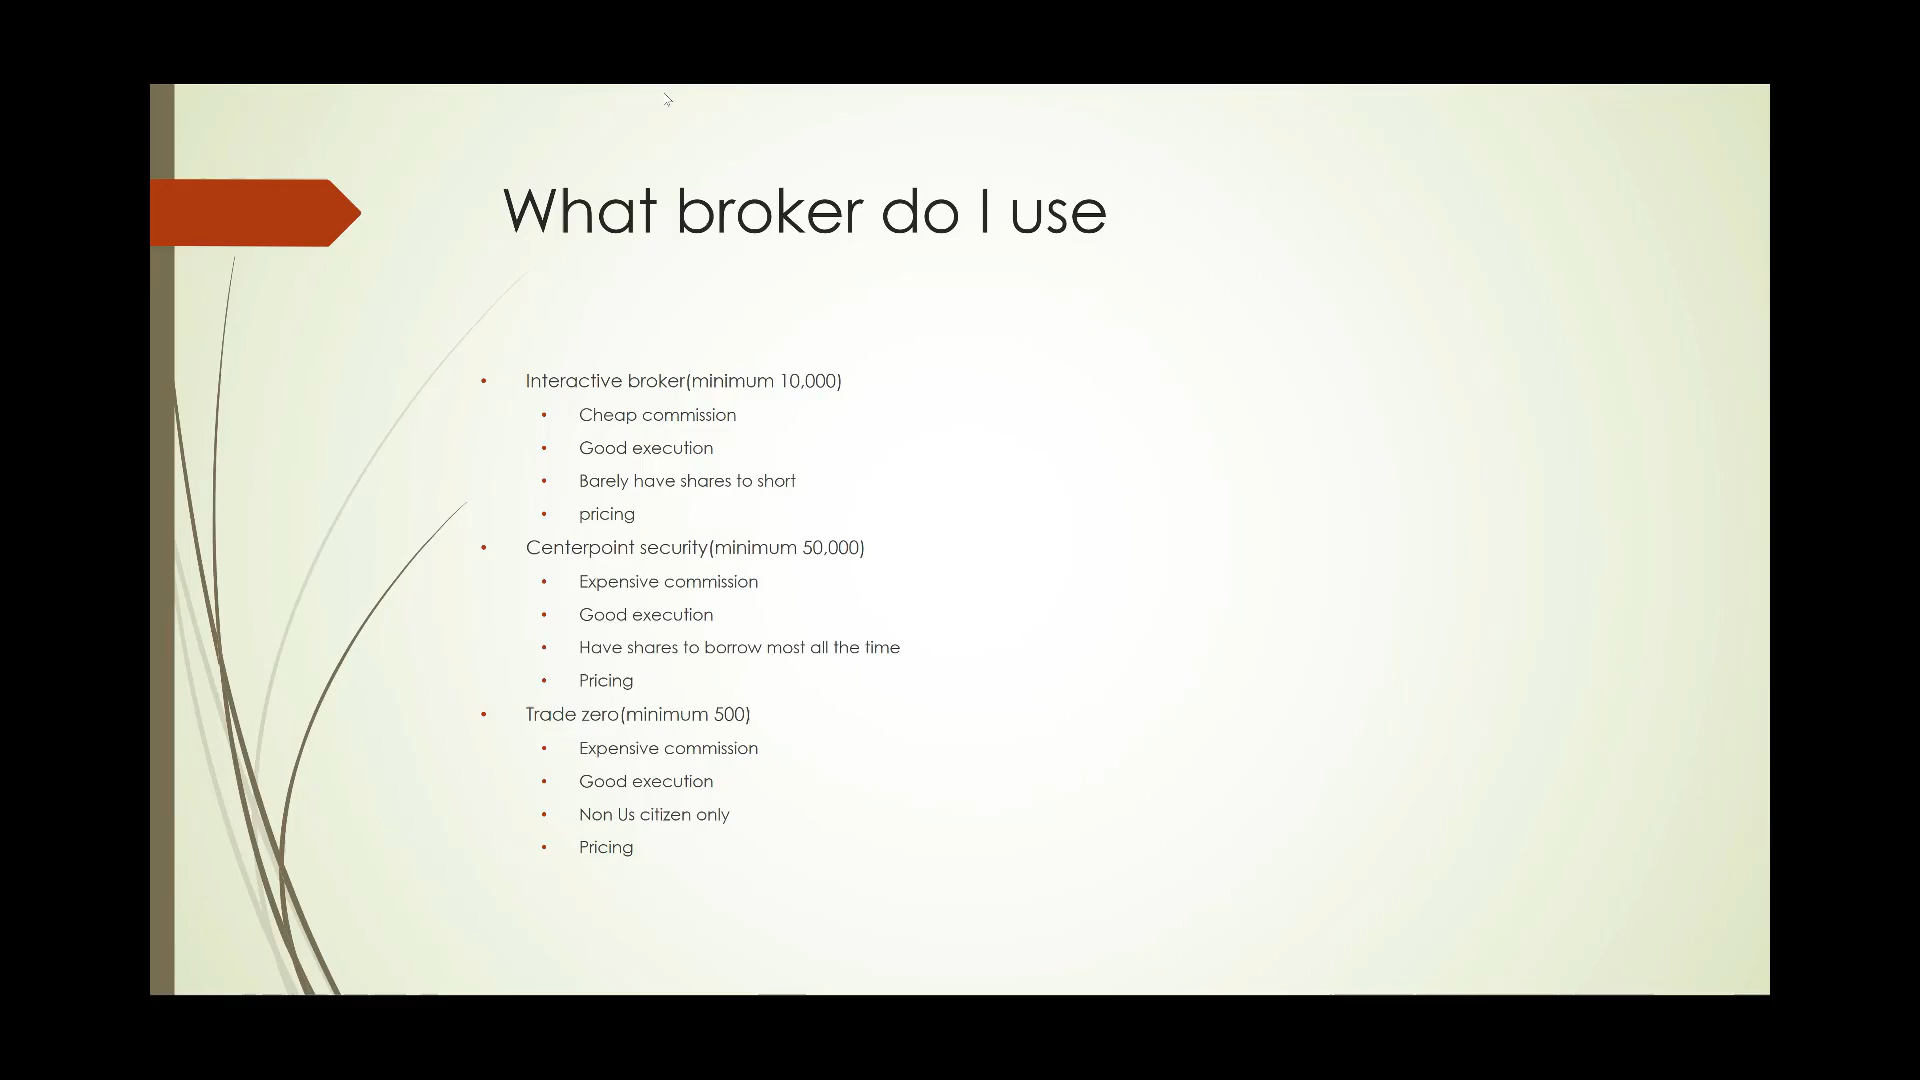 What broker do I use
• Interactive broker(minimum 10,000)
• Cheap commission
• Good execution
• Barely have shares to short
• pricing
• Centerpoint security(minimum 50,000)
• Expensive commission
• Good execution
• Have shares to borrow most all the time
• Pricing
• Trade zero(minimum 500)
• Expensive commission
• Good execution
• Non Us citizen only
• Pricing